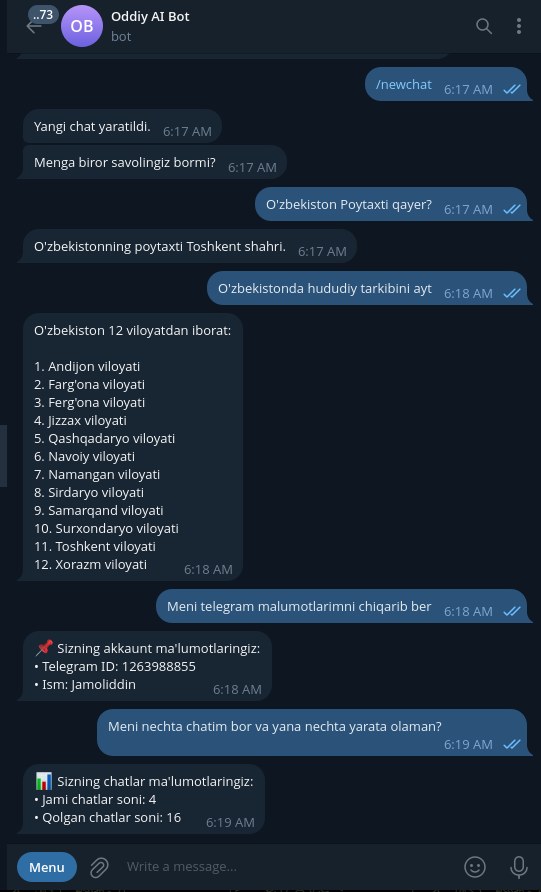 ..73
OB
Oddiy AI Bot
bot
/newchat 6:17 AM
Yangi chat yaratildi. 6:17 AM
Menga biror savolingiz bormi? 6:17 AM
O'zbekiston Poytaxti qayer? 6:17 AM
O'zbekistonning poytaxti Toshkent shahri. 6:17 AM
O'zbekistonda hududiy tarkibini ayt 6:18 AM
O'zbekiston 12 viloyatdan iborat:
1. Andijon viloyati
2. Farg'ona viloyati
3. Ferg'ona viloyati
4. Jizzax viloyati
5. Qashqadaryo viloyati
6. Navoiy viloyati
7. Namangan viloyati
8. Sirdaryo viloyati
9. Samarqand viloyati
10. Surxondaryo viloyati
11. Toshkent viloyati
12. Xorazm viloyati 6:18 AM
Meni telegram malumotlarimni chiqarib ber 6:18 AM
📌 Sizning akkaunt ma'lumotlaringiz:
• Telegram ID: 1263988855
• Ism: Jamoliddin 6:18 AM
Meni nechta chatim bor va yana nechta yarata olaman?
6:19 AM
📊 Sizning chatlar ma'lumotlaringiz:
• Jami chatlar soni: 4
• Qolgan chatlar soni: 16 6:19 AM
Menu
Write a message...